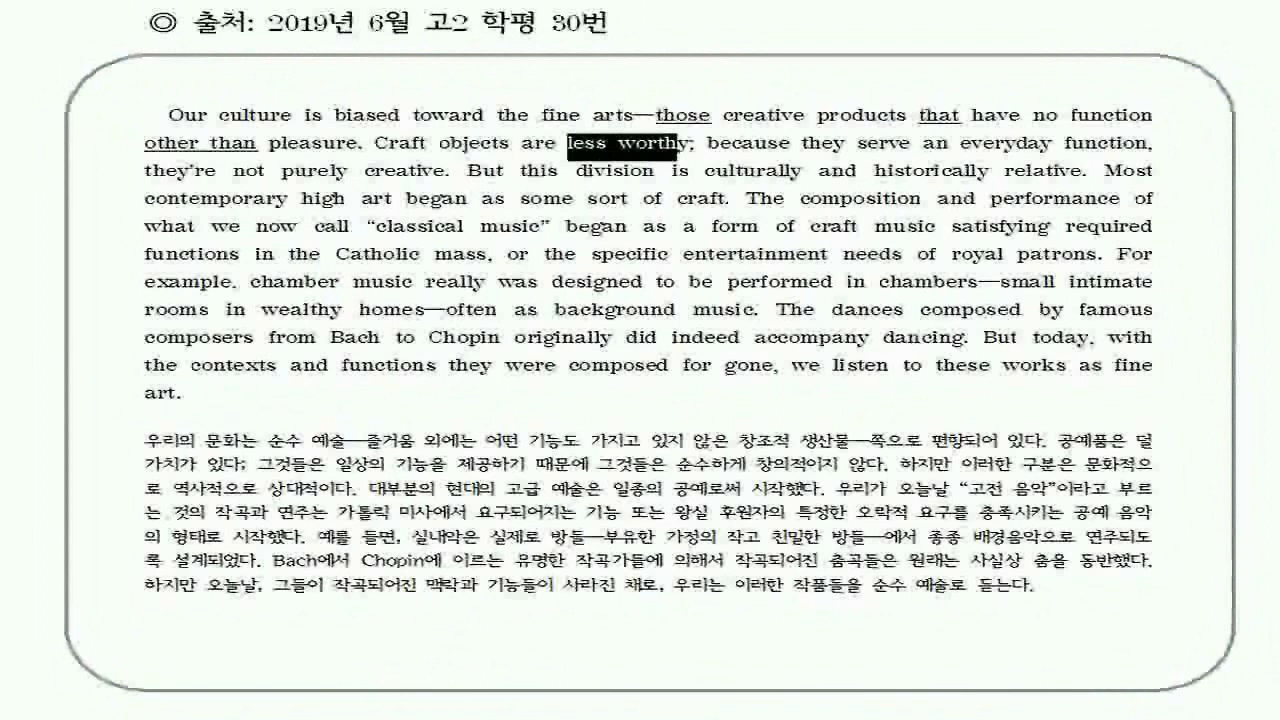 ◎ 출처: 2019년 6월 고2 학평 30번
Our culture is biased toward the fine arts—those creative products that have no function
other than pleasure. Craft objects are less worthy; because they serve an everyday function,
they're not purely creative. But this division is culturally and historically relative. Most
contemporary high art began as some sort of craft. The composition and performance of
what we now call “classical music” began as a form of craft music satisfying required
functions in the Catholic mass, or the specific entertainment needs of royal patrons. For
example, chamber music really was designed to be performed in chambers—small intimate
rooms in wealthy homes—often as background music. The dances composed by famous
composers from Bach to Chopin originally did indeed accompany dancing. But today, with
the contexts and functions they were composed for gone, we listen to these works as fine
art.
우리의 문화는 순수 예술—즐거움 외에는 어떤 기능도 가지고 있지 않은 창조적 생산물—쪽으로 편향되어 있다. 공예품은 덜
가치가 있다; 그것들은 일상의 기능을 제공하기 때문에 그것들은 순수하게 창의적이지 않다. 하지만 이러한 구분은 문화적으
로 역사적으로 상대적이다. 대부분의 현대의 고급 예술은 일종의 공예로써 시작했다. 우리가 오늘날 “고전 음악”이라고 부르
는 것의 작곡과 연주는 가톨릭 미사에서 요구되어지는 기능 또는 왕실 후원자의 특정한 오락적 요구를 충족시키는 공예 음악
의 형태로 시작했다. 예를 들면, 실내악은 실제로 방들—부유한 가정의 작고 친밀한 방들—에서 종종 배경음악으로 연주되도
록 설계되었다. Bach에서 Chopin에 이르는 유명한 작곡가들에 의해서 작곡되어진 춤곡들은 원래는 사실상 춤을 동반했다.
하지만 오늘날, 그들이 작곡되어진 맥락과 기능들이 사라진 채로, 우리는 이러한 작품들을 순수 예술로 듣는다.